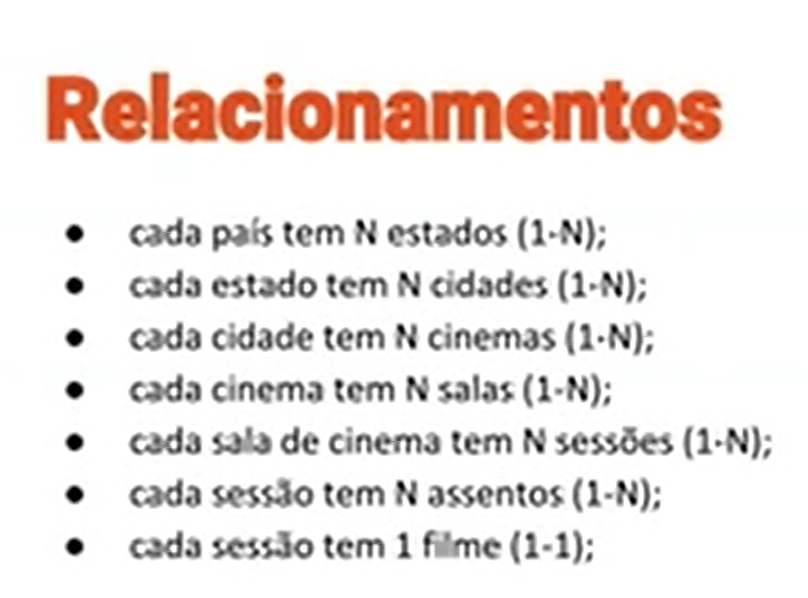 Relacionamentos
● cada país tem N estados (1-N);
● cada estado tem N cidades (1-N);
● cada cidade tem N cinemas (1-N);
● cada cinema tem N salas (1-N);
● cada sala de cinema tem N sessões (1-N);
● cada sessão tem N assentos (1-N);
● cada sessão tem 1 filme (1-1);